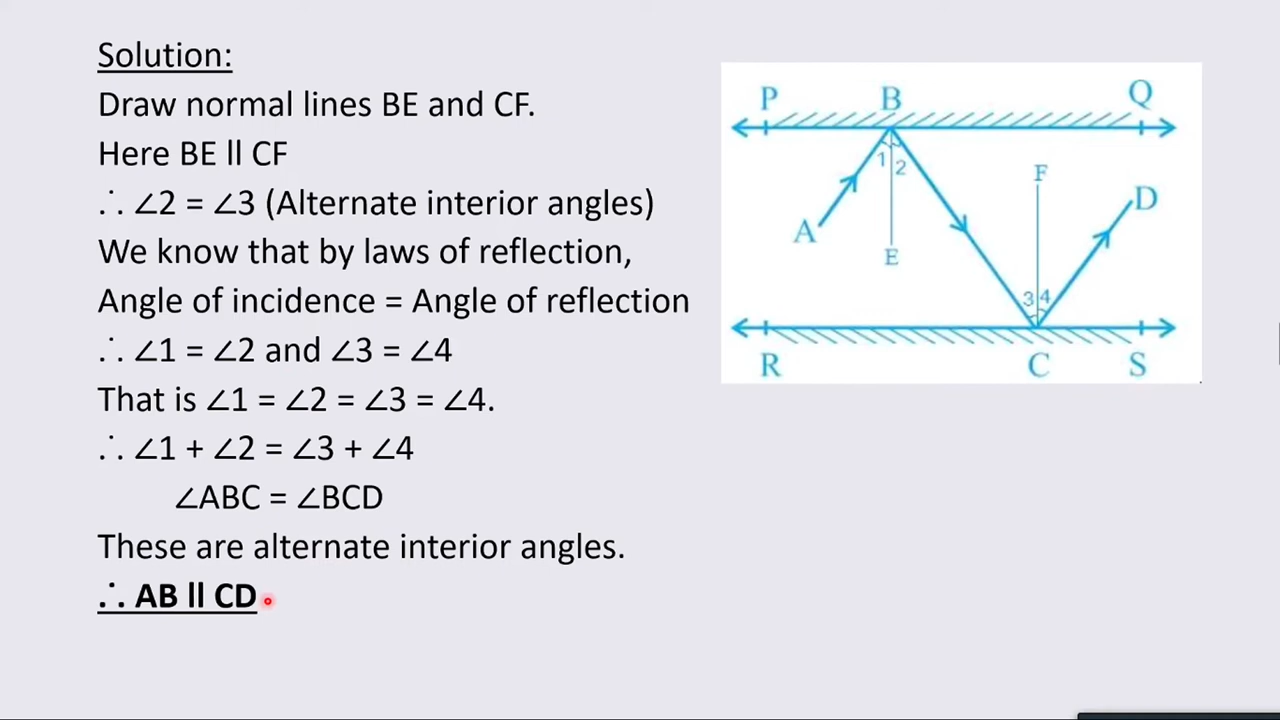 Solution:
Draw normal lines BE and CF.
Here BE ll CF
∴ ∠2 = ∠3 (Alternate interior angles)
We know that by laws of reflection,
Angle of incidence = Angle of reflection
∴ ∠1 = ∠2 and ∠3 = ∠4
That is ∠1 = ∠2 = ∠3 = ∠4.
∴ ∠1 + ∠2 = ∠3 + ∠4
∠ABC = ∠BCD
These are alternate interior angles.
∴ AB ll CD
P B Q
1 2
F
A
D
E
3 4
R C S